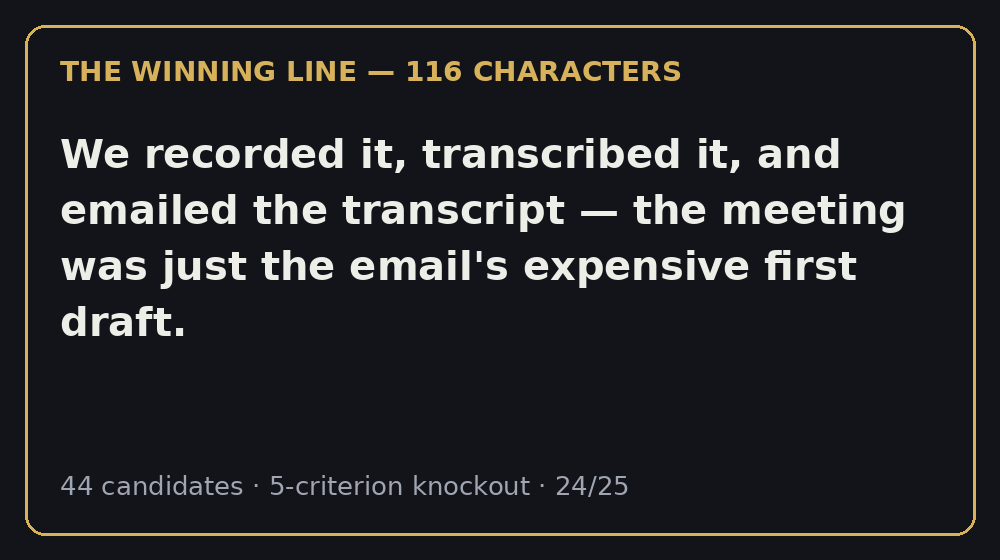 THE WINNING LINE — 116 CHARACTERS
We recorded it, transcribed it, and
emailed the transcript — the meeting
was just the email's expensive first
draft.
44 candidates · 5-criterion knockout · 24/25